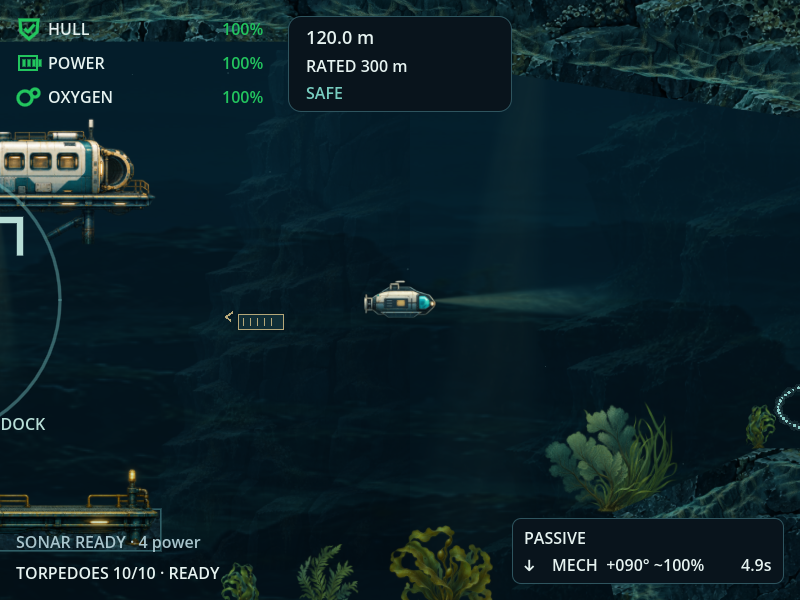 HULL 100%
POWER 100%
OXYGEN 100%
120.0 m
RATED 300 m
SAFE
DOCK
SONAR READY · 4 power
TORPEDOES 10/10 · READY
PASSIVE
↓ MECH +090° ~100% 4.9s